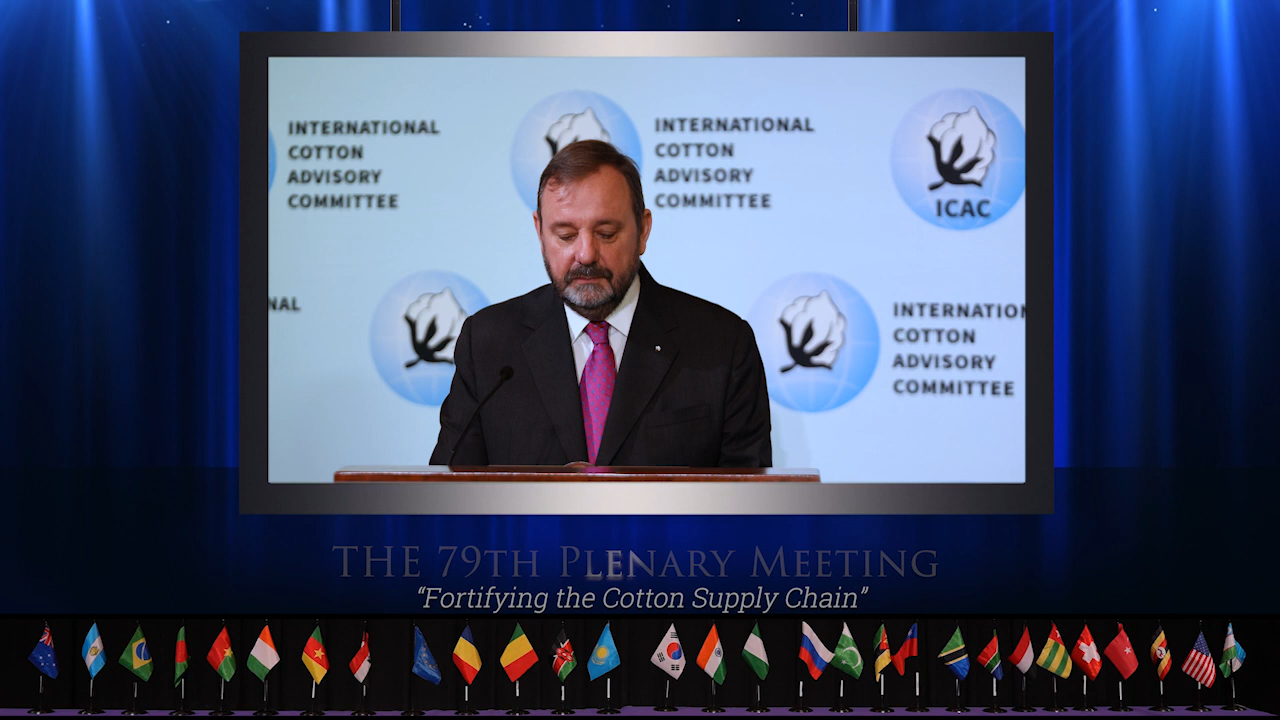 INTERNATIONAL
COTTON
ADVISORY
COMMITTEE
INTERNATIONAL
COTTON
ADVISORY
COMMITTEE
ICAC
NAL
INTERNATION
COTTON
ADVISORY
COMMITTEE
THE 79TH PLENARY MEETING
“Fortifying the Cotton Supply Chain”